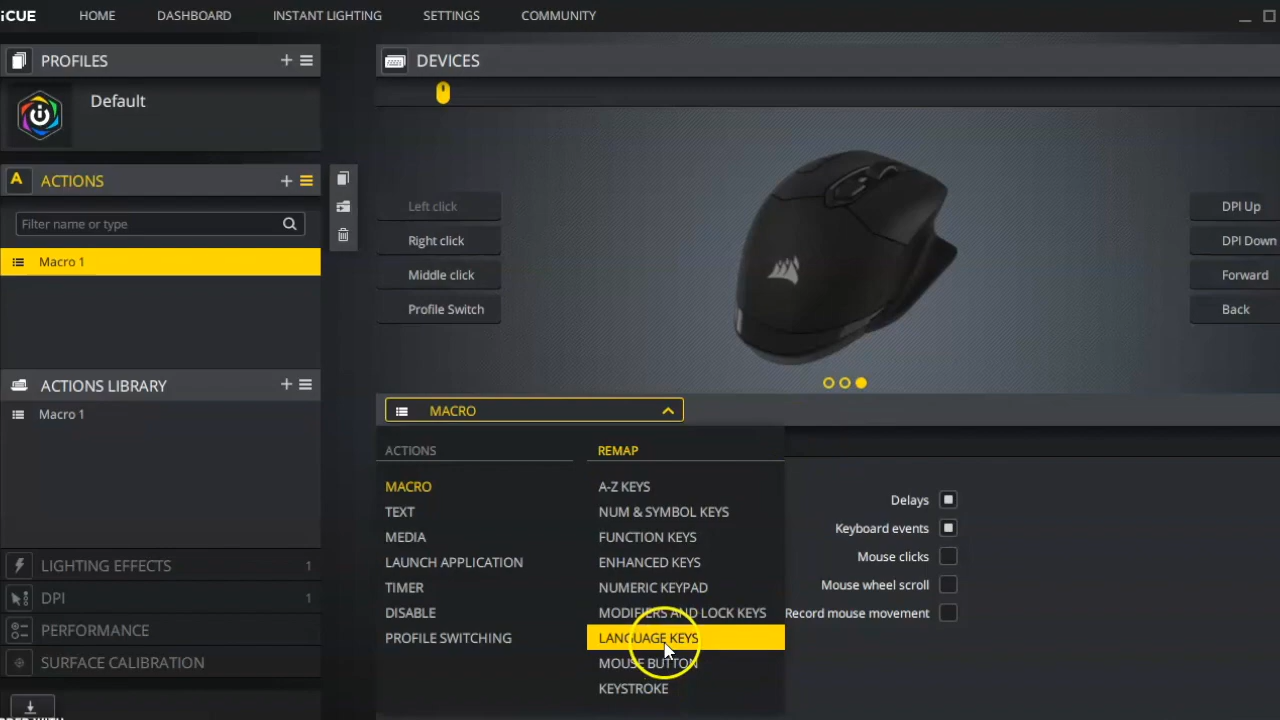 iCUE
HOME
DASHBOARD
INSTANT LIGHTING
SETTINGS
COMMUNITY
PROFILES
Default
A
ACTIONS
Filter name or type
Macro 1
ACTIONS LIBRARY
Macro 1
LIGHTING EFFECTS 1
DPI 1
PERFORMANCE
SURFACE CALIBRATION
DEVICES
Left click
Right click
Middle click
Profile Switch
DPI Up
DPI Down
Forward
Back
MACRO
ACTIONS
MACRO
TEXT
MEDIA
LAUNCH APPLICATION
TIMER
DISABLE
PROFILE SWITCHING
REMAP
A-Z KEYS
NUM & SYMBOL KEYS
FUNCTION KEYS
ENHANCED KEYS
NUMERIC KEYPAD
MODIFIERS AND LOCK KEYS
LANGUAGE KEYS
MOUSE BUTTON
KEYSTROKE
Delays
Keyboard events
Mouse clicks
Mouse wheel scroll
Record mouse movement